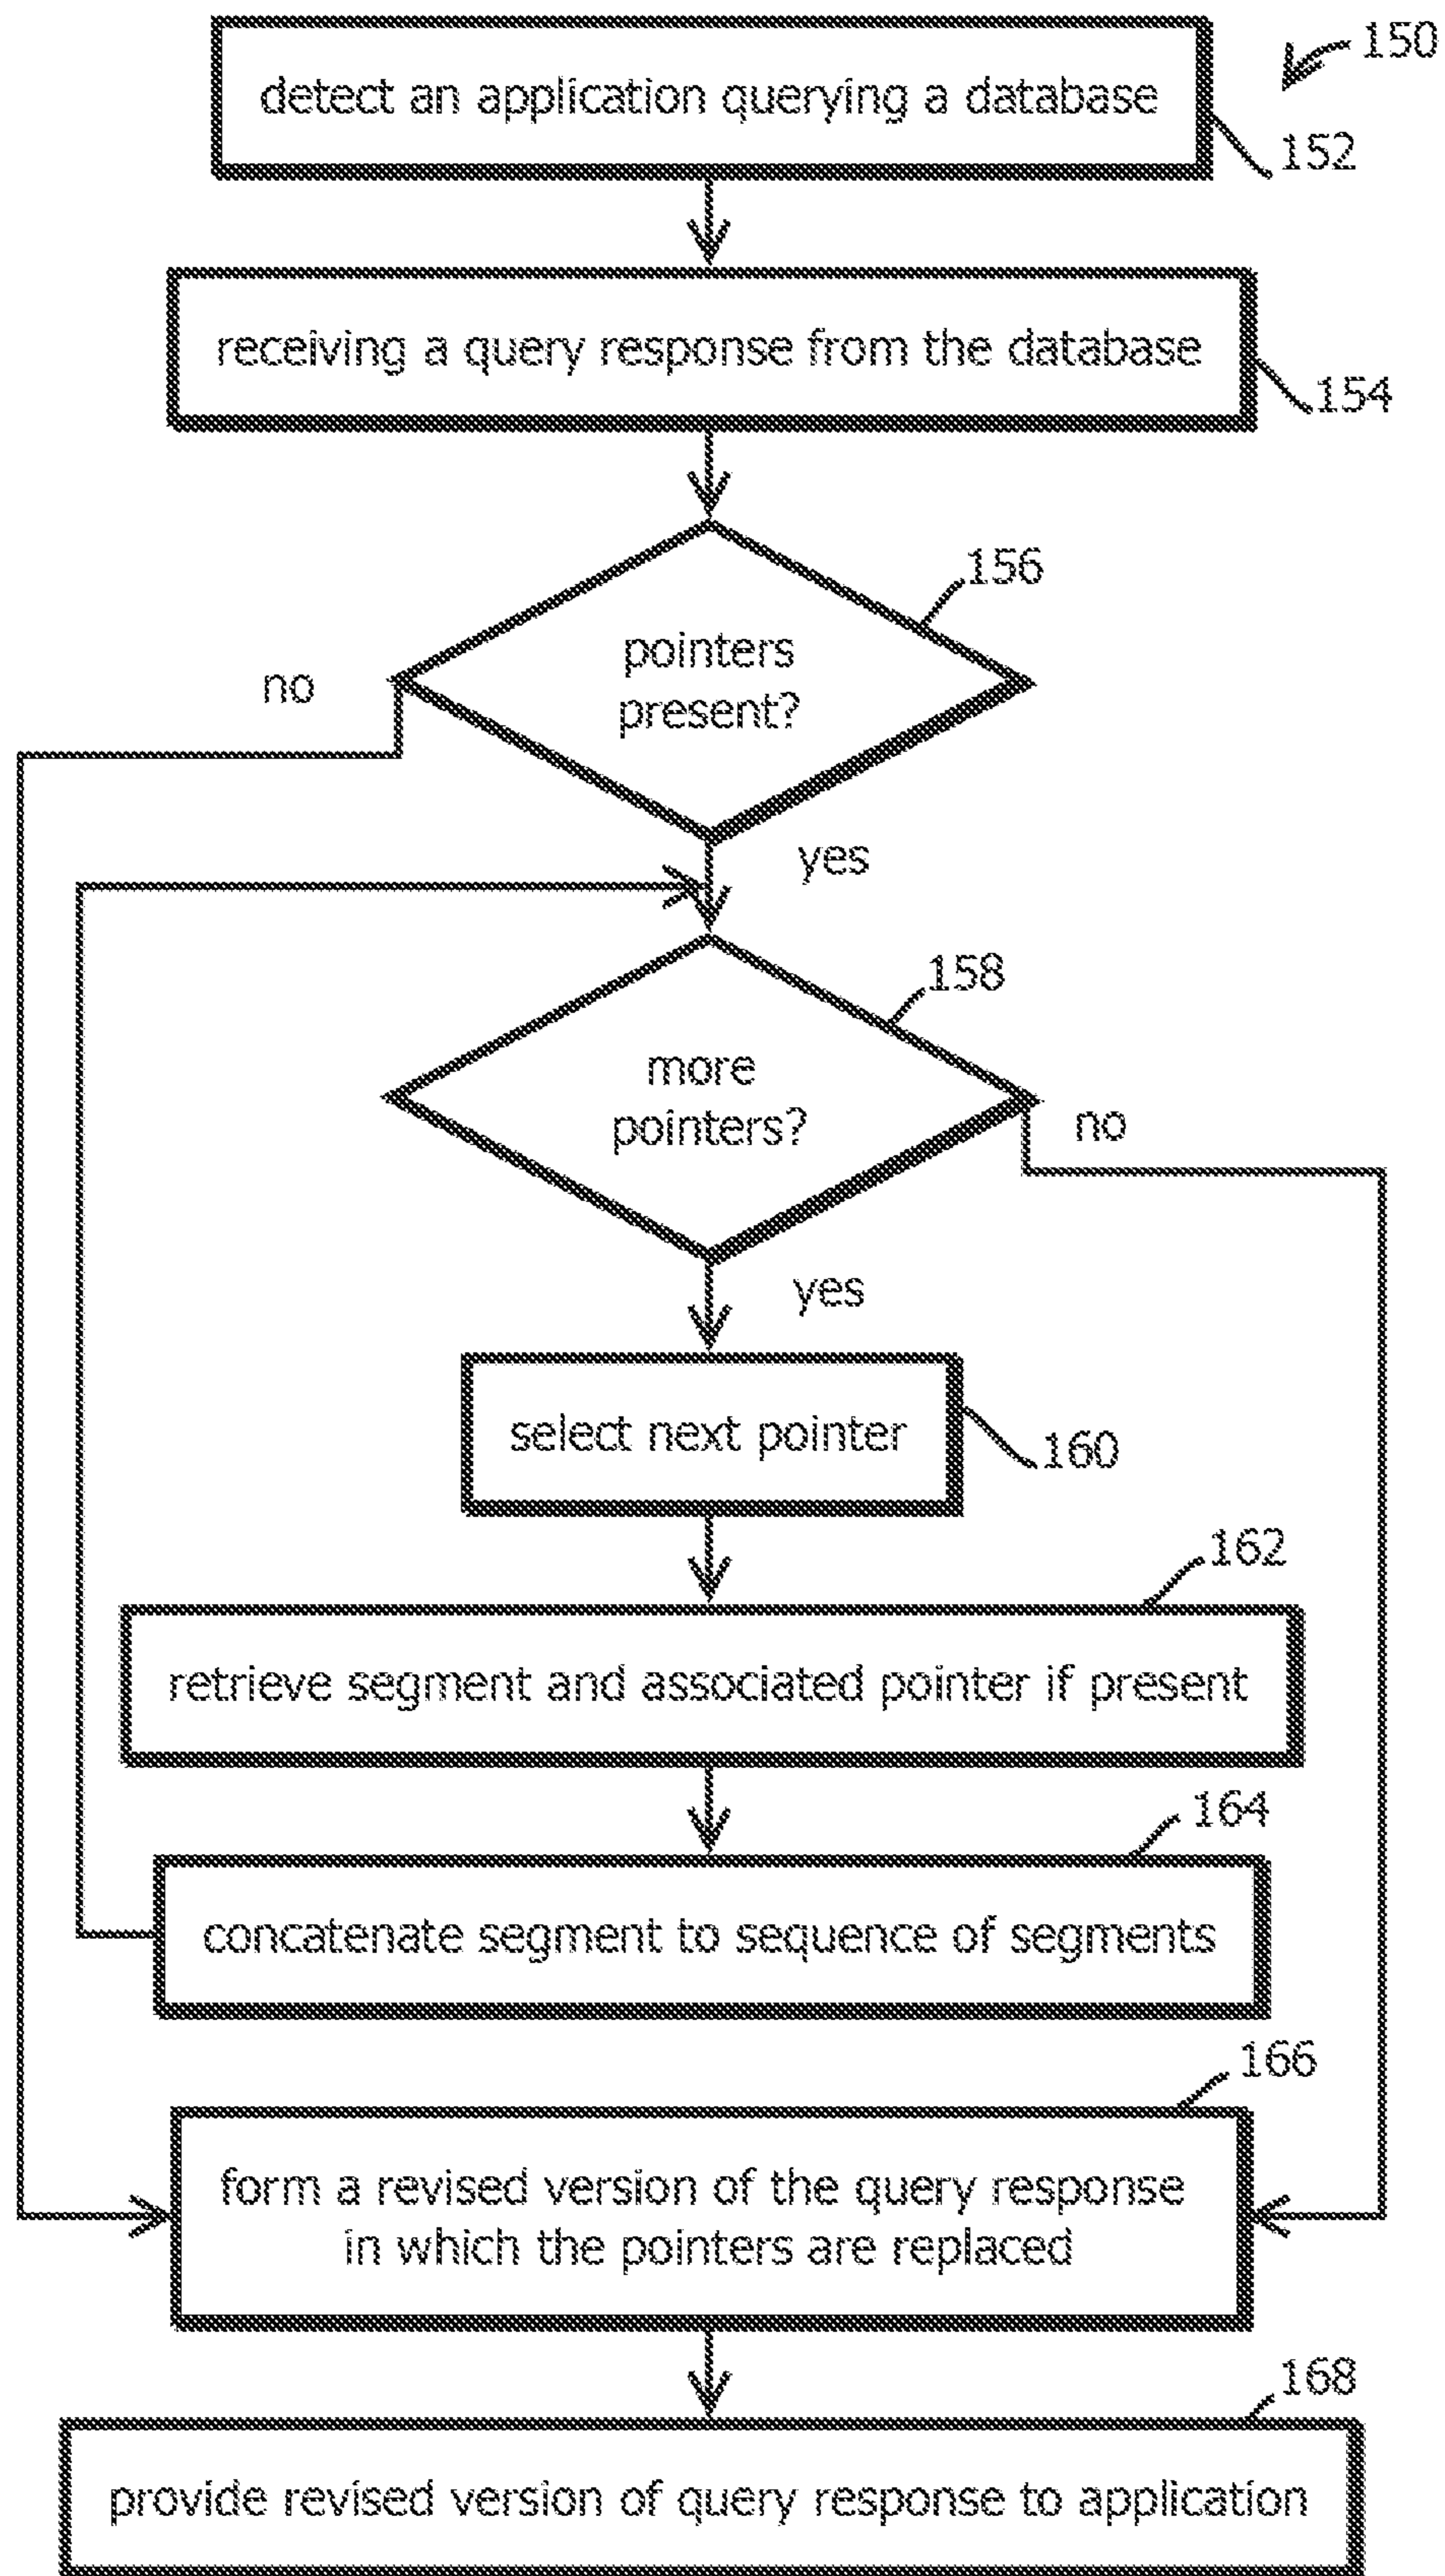 150
detect an application querying a database
152
receiving a query response from the database
154
156
pointers
present?
no
yes
158
more
pointers?
no
yes
select next pointer
160
162
retrieve segment and associated pointer if present
164
concatenate segment to sequence of segments
166
form a revised version of the query response
in which the pointers are replaced
168
provide revised version of query response to application